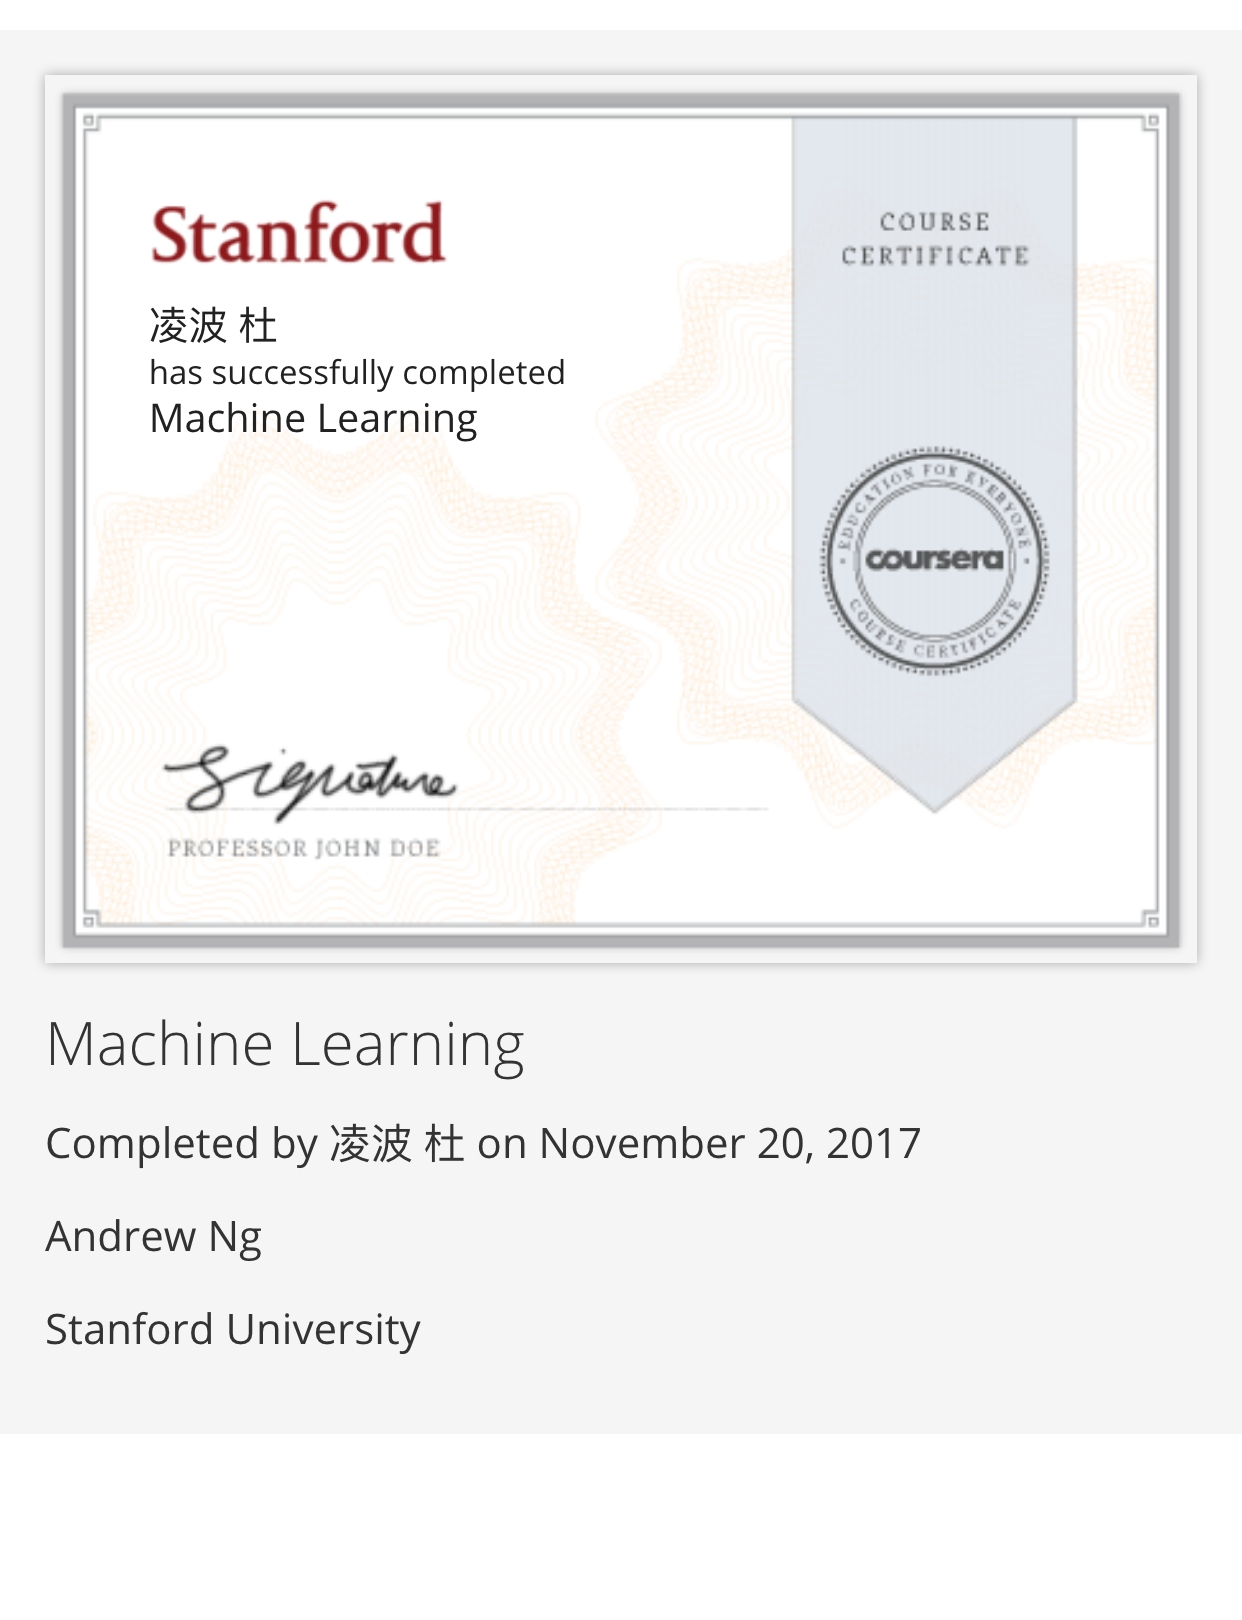 Stanford
凌波 杜
has successfully completed
Machine Learning
COURSE
CERTIFICATE
EDUCATION FOR EVERYONE
coursera
COURSE CERTIFICATE
Signature
PROFESSOR JOHN DOE
Machine Learning
Completed by 凌波 杜 on November 20, 2017
Andrew Ng
Stanford University